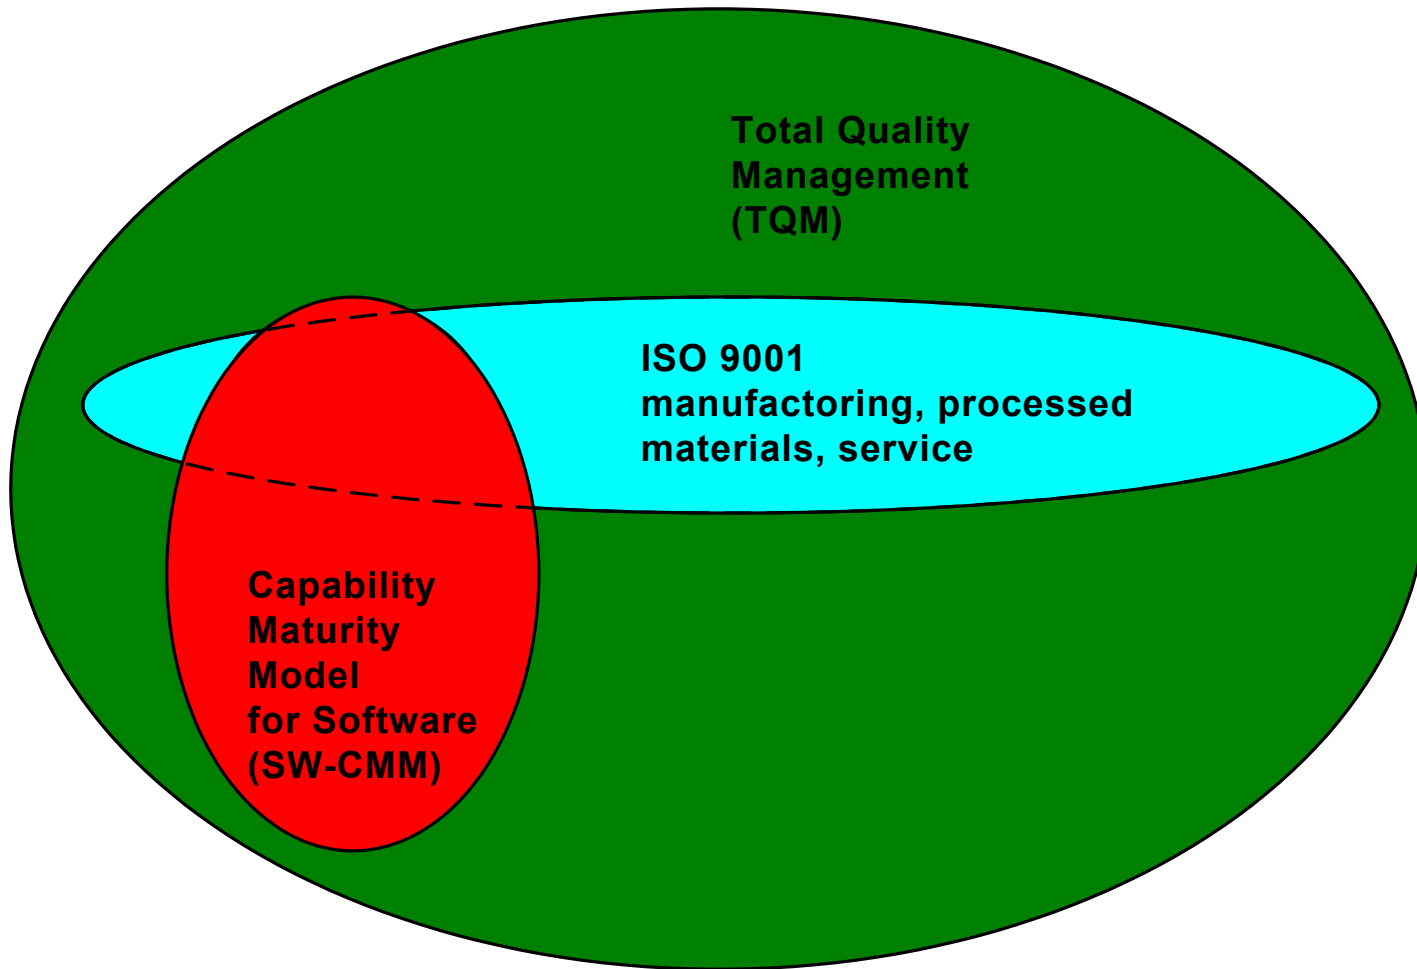 Total Quality
Management
(TQM)
ISO 9001
manufactoring, processed
materials, service
Capability
Maturity
Model
for Software
(SW-CMM)